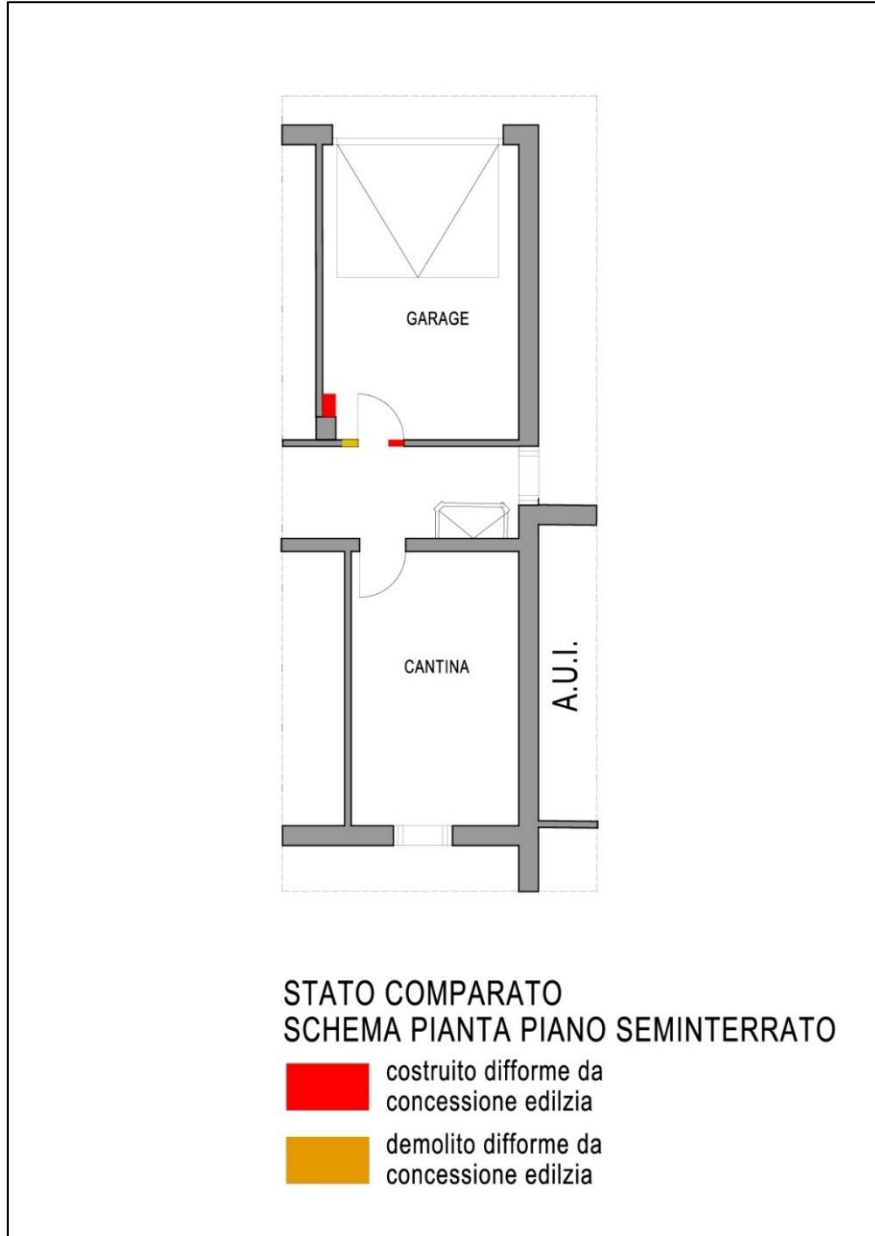 GARAGE
CANTINA
A.U.I.
STATO COMPARATO
SCHEMA PIANTA PIANO SEMINTERRATO
costruito difforme da
concessione edilzia
demolito difforme da
concessione edilzia